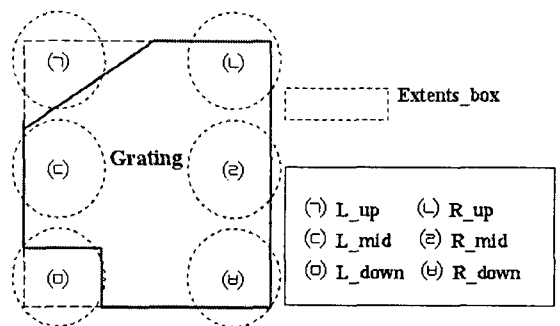 (ㄱ) (ㄴ)
Extents_box
(ㄷ) Grating (ㄹ)
(ㄱ) L_up (ㄴ) R_up
(ㄷ) L_mid (ㄹ) R_mid
(ㅁ) L_down (ㅂ) R_down
(ㅁ) (ㅂ)